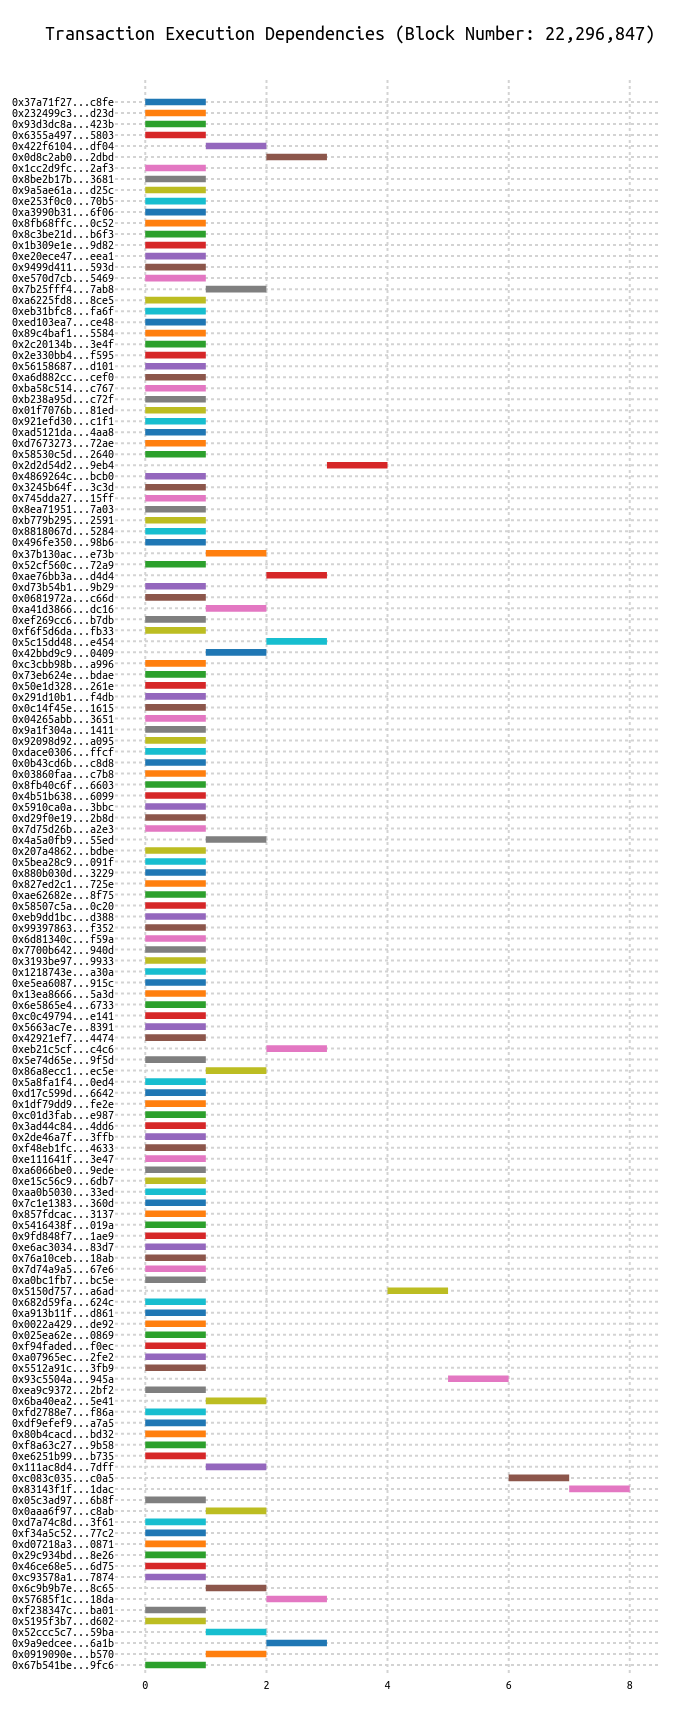 Transaction Execution Dependencies (Block Number: 22,296,847)
0x37a71f27...c8fe
0x232499c3...d23d
0x93d3dc8a...423b
0x6355a497...5803
0x422f6104...df04
0x0d8c2ab0...2dbd
0x1cc2d9fc...2af3
0x8be2b17b...3681
0x9a5ae61a...d25c
0xe253f0c0...70b5
0xa3990b31...6f06
0x8fb68ffc...0c52
0x8c3be21d...b6f3
0x1b309e1e...9d82
0xe20ece47...eea1
0x9499d411...593d
0xe570d7cb...5469
0x7b25fff4...7ab8
0xa6225fd8...8ce5
0xeb31bfc8...fa6f
0xed103ea7...ce48
0x89c4baf1...5584
0x2c20134b...3e4f
0x2e330bb4...f595
0x56158687...d101
0xa6d882cc...cef0
0xba58c514...c767
0xb238a95d...c72f
0x01f7076b...81ed
0x921efd30...c1f1
0xad5121da...4aa8
0xd7673273...72ae
0x58530c5d...2640
0x2d2d54d2...9eb4
0x4869264c...bcb0
0x3245b64f...3c3d
0x745dda27...15ff
0x8ea71951...7a03
0xb779b295...2591
0x8818067d...5284
0x496fe350...98b6
0x37b130ac...e73b
0x52cf560c...72a9
0xae76bb3a...d4d4
0xd73b54b1...9b29
0x0681972a...c66d
0xa41d3866...dc16
0xef269cc6...b7db
0xf6f5d6da...fb33
0x5c15dd48...e454
0x42bbd9c9...0409
0xc3cbb98b...a996
0x73eb624e...bdae
0x50e1d328...261e
0x291d10b1...f4db
0x0c14f45e...1615
0x04265abb...3651
0x9a1f304a...1411
0x92098d92...a095
0xdace0306...ffcf
0x0b43cd6b...c8d8
0x03860faa...c7b8
0x8fb40c6f...6603
0x4b51b638...6099
0x5910ca0a...3bbc
0xd29f0e19...2b8d
0x7d75d26b...a2e3
0x4a5a0fb9...55ed
0x207a4862...bdbe
0x5bea28c9...091f
0x880b030d...3229
0x827ed2c1...725e
0xae62682e...8f75
0x58507c5a...0c20
0xeb9dd1bc...d388
0x99397863...f352
0x6d81340c...f59a
0x7700b642...940d
0x3193be97...9933
0x1218743e...a30a
0xe5ea6087...915c
0x13ea8666...5a3d
0x6e5865e4...6733
0xc0c49794...e141
0x5663ac7e...8391
0x42921ef7...4474
0xeb21c5cf...c4c6
0x5e74d65e...9f5d
0x86a8ecc1...ec5e
0x5a8fa1f4...0ed4
0xd17c599d...6642
0x1df79dd9...fe2e
0xc01d3fab...e987
0x3ad44c84...4dd6
0x2de46a7f...3ffb
0xf48eb1fc...4633
0xe111641f...3e47
0xa6066be0...9ede
0xe15c56c9...6db7
0xaa0b5030...33ed
0x7c1e1383...360d
0x857fdcac...3137
0x5416438f...019a
0x9fd848f7...1ae9
0xe6ac3034...83d7
0x76a10ceb...18ab
0x7d74a9a5...67e6
0xa0bc1fb7...bc5e
0x5150d757...a6ad
0x682d59fa...624c
0xa913b11f...d861
0x0022a429...de92
0x025ea62e...0869
0xf94faded...f0ec
0xa07965ec...2fe2
0x5512a91c...3fb9
0x93c5504a...945a
0xea9c9372...2bf2
0x6ba40ea2...5e41
0xfd2788e7...f86a
0xdf9efef9...a7a5
0x80b4cacd...bd32
0xf8a63c27...9b58
0xe6251b99...b735
0x111ac8d4...7dff
0xc083c035...c0a5
0x83143f1f...1dac
0x05c3ad97...6b8f
0x0aaa6f97...c8ab
0xd7a74c8d...3f61
0xf34a5c52...77c2
0xd07218a3...0871
0x29c934bd...8e26
0x46ce68e5...6d75
0xc93578a1...7874
0x6c9b9b7e...8c65
0x57685f1c...18da
0xf238347c...ba01
0x5195f3b7...d602
0x52ccc5c7...59ba
0x9a9edcee...6a1b
0x0919090e...b570
0x67b541be...9fc6
0 2 4 6 8